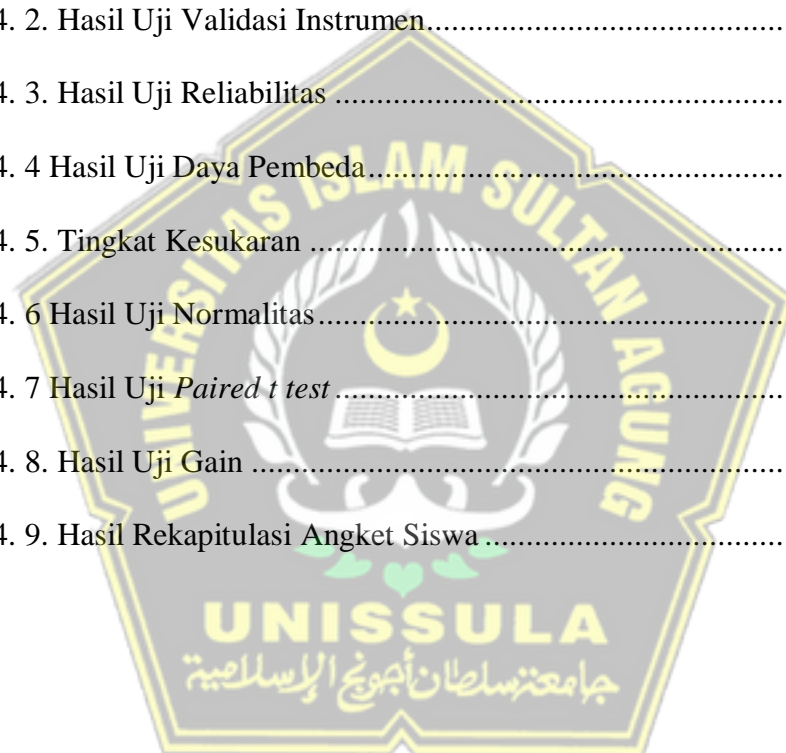 4. 2. Hasil Uji Validasi Instrumen..................................................
4. 3. Hasil Uji Reliabilitas ..............................................................
4. 4 Hasil Uji Daya Pembeda..........................................................
4. 5. Tingkat Kesukaran .................................................................
4. 6 Hasil Uji Normalitas................................................................
4. 7 Hasil Uji Paired t test ..............................................................
4. 8. Hasil Uji Gain .........................................................................
4. 9. Hasil Rekapitulasi Angket Siswa ..........................................
UNIVERSITAS ISLAM SULTAN AGUNG
UNISSULA
جامعتنسلطان أجونج الإسلامية